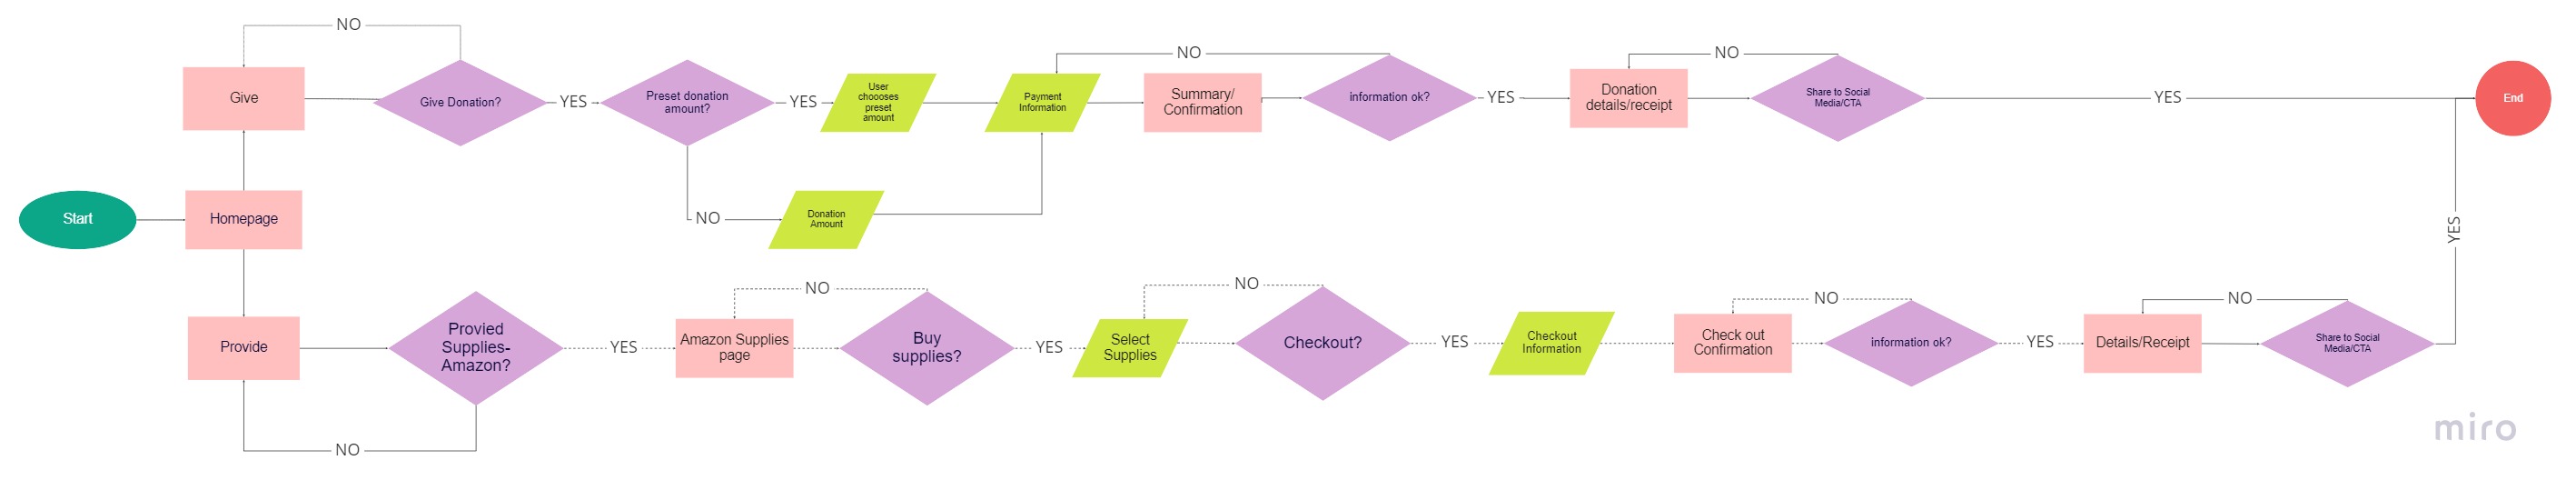 NO
NO
NO
Give
Give Donation?
YES
Preset donation
amount?
YES
User
choooses
preset
amount
Payment
Information
Summary/
Confirmation
information ok?
YES
Donation
details/receipt
Share to Social
Media/CTA
YES
End
Start
Homepage
NO
Donation
Amount
YES
NO
NO
NO
NO
Provide
Provied
Supplies-
Amazon?
YES
Amazon Supplies
page
Buy
supplies?
YES
Select
Supplies
Checkout?
YES
Checkout
Information
Check out
Confirmation
information ok?
YES
Details/Receipt
Share to Social
Media/CTA
NO
miro